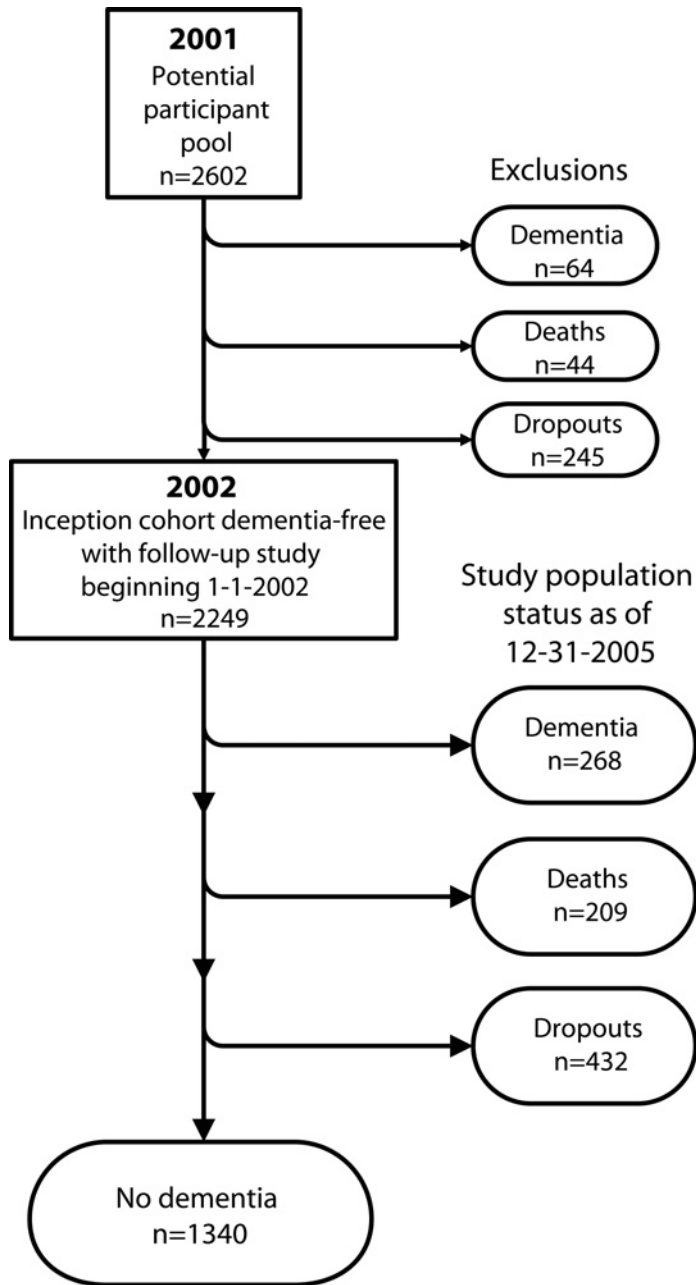 2001
Potential
participant
pool
n=2602
Exclusions
Dementia
n=64
Deaths
n=44
Dropouts
n=245
2002
Inception cohort dementia-free
with follow-up study
beginning 1-1-2002
n=2249
Study population
status as of
12-31-2005
Dementia
n=268
Deaths
n=209
Dropouts
n=432
No dementia
n=1340